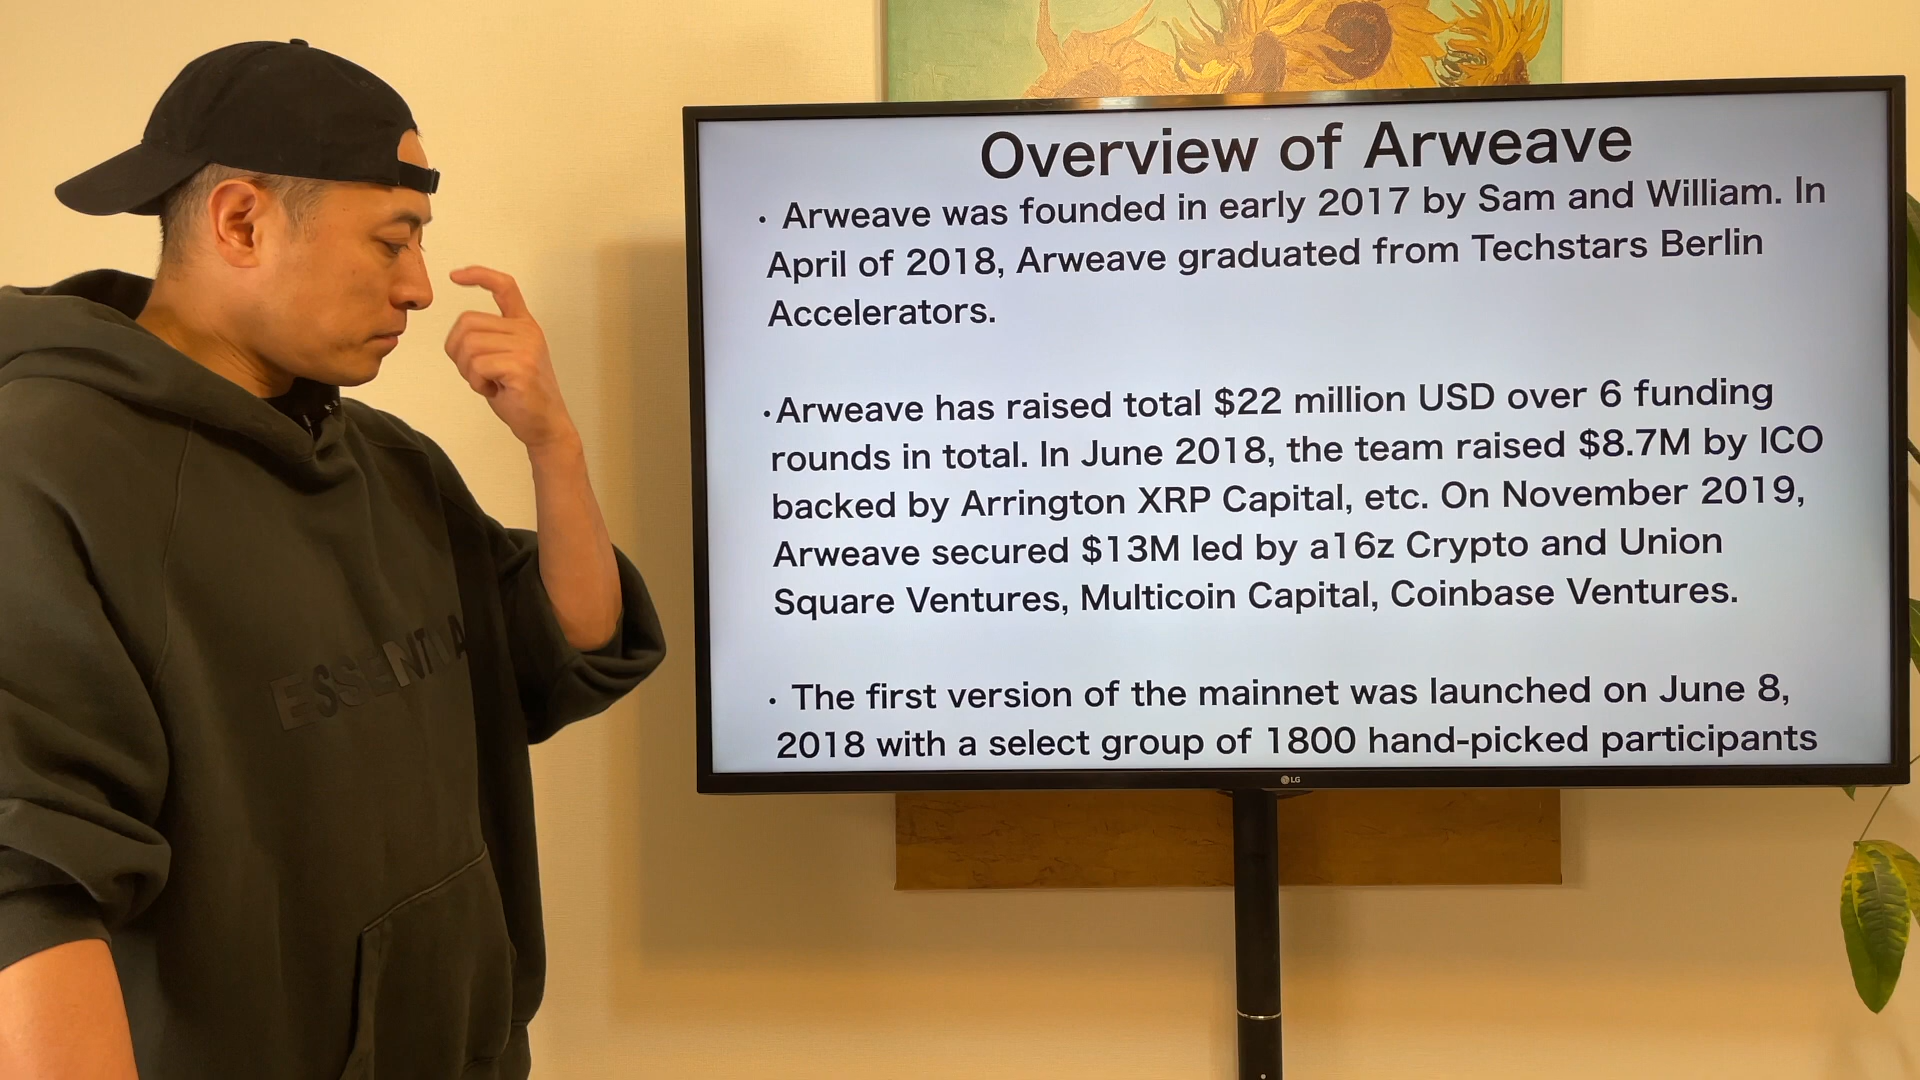 Overview of Arweave
・ Arweave was founded in early 2017 by Sam and William. In
April of 2018, Arweave graduated from Techstars Berlin
Accelerators.
・Arweave has raised total $22 million USD over 6 funding
rounds in total. In June 2018, the team raised $8.7M by ICO
backed by Arrington XRP Capital, etc. On November 2019,
Arweave secured $13M led by a16z Crypto and Union
Square Ventures, Multicoin Capital, Coinbase Ventures.
・ The first version of the mainnet was launched on June 8,
2018 with a select group of 1800 hand-picked participants
LG